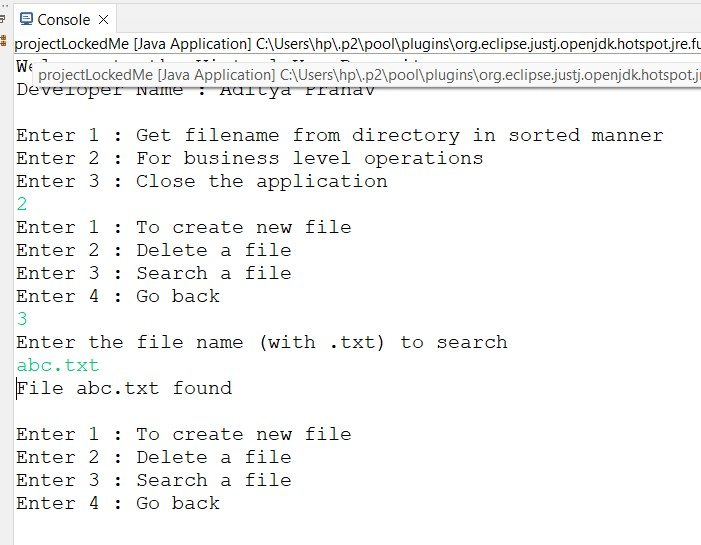 Console
projectLockedMe [Java Application] C:\Users\hp\.p2\pool\plugins\org.eclipse.justj.openjdk.hotspot.jre.fu
projectLockedMe [Java Application] C:\Users\hp\.p2\pool\plugins\org.eclipse.justj.openjdk.hotspot.jr
Developer Name : Aditya Pranav
Enter 1 : Get filename from directory in sorted manner
Enter 2 : For business level operations
Enter 3 : Close the application
2
Enter 1 : To create new file
Enter 2 : Delete a file
Enter 3 : Search a file
Enter 4 : Go back
3
Enter the file name (with .txt) to search
abc.txt
File abc.txt found
Enter 1 : To create new file
Enter 2 : Delete a file
Enter 3 : Search a file
Enter 4 : Go back